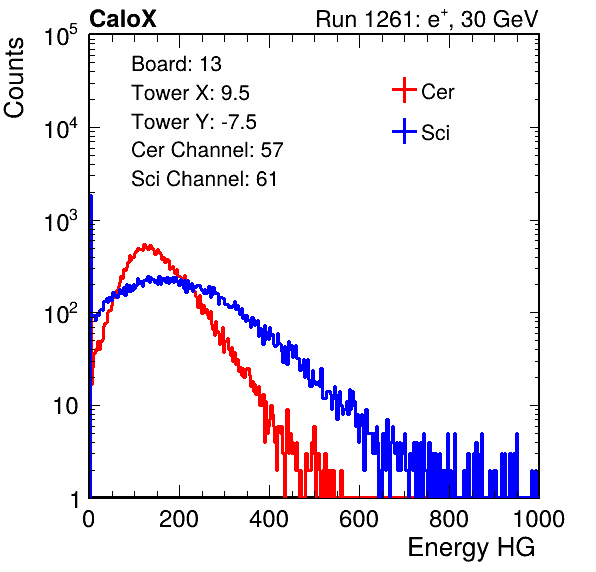 CaloX Run 1261: e⁺, 30 GeV
Counts
10⁵
10⁴
10³
10²
10
1
Board: 13
Tower X: 9.5
Tower Y: -7.5
Cer Channel: 57
Sci Channel: 61
Cer
Sci
0 200 400 600 800 1000
Energy HG